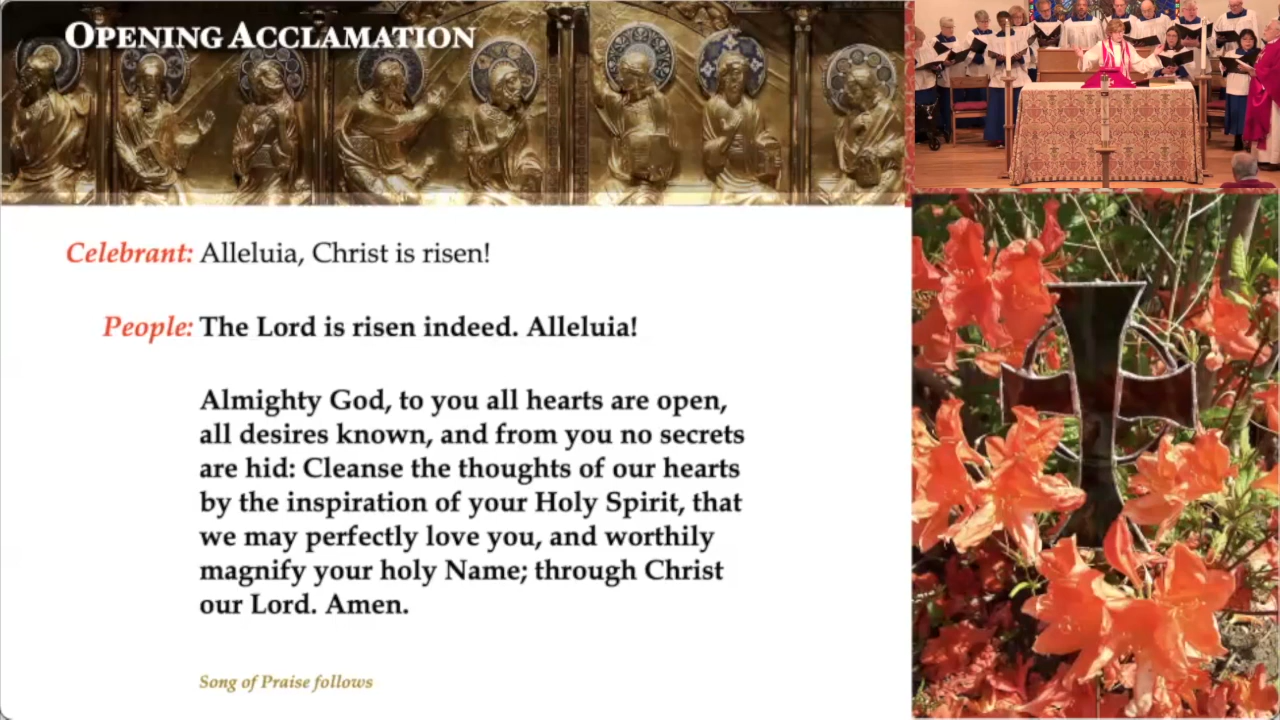 OPENING ACCLAMATION
Celebrant: Alleluia, Christ is risen!
People: The Lord is risen indeed. Alleluia!
Almighty God, to you all hearts are open,
all desires known, and from you no secrets
are hid: Cleanse the thoughts of our hearts
by the inspiration of your Holy Spirit, that
we may perfectly love you, and worthily
magnify your holy Name; through Christ
our Lord. Amen.
Song of Praise follows